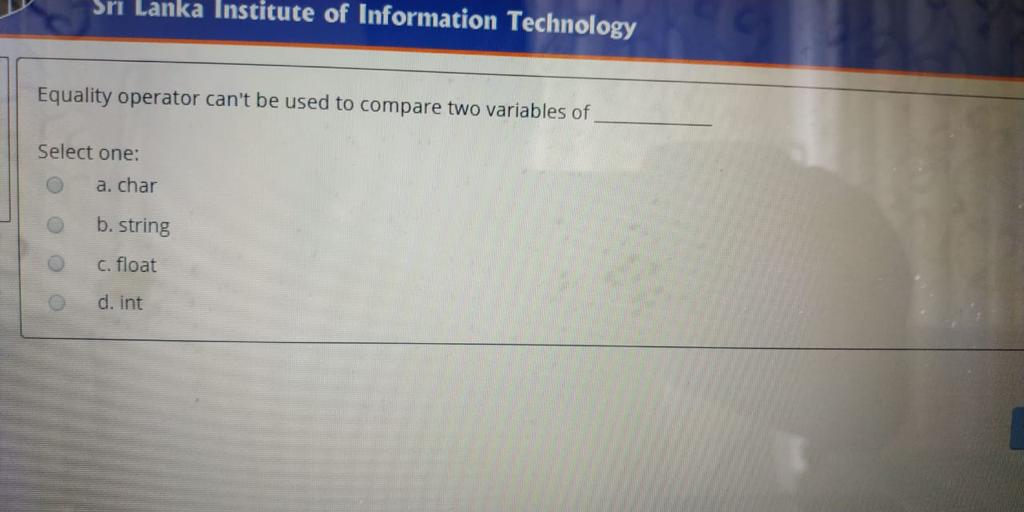 Sri Lanka Institute of Information Technology
Equality operator can't be used to compare two variables of ____________
Select one:
a. char
b. string
c. float
d. int